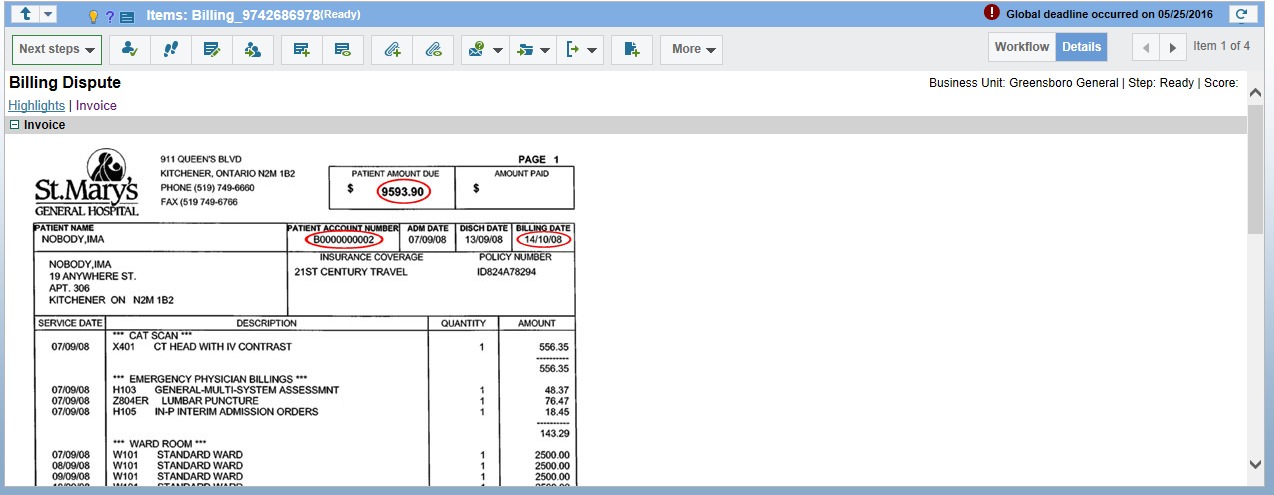 Items: Billing_9742686978(Ready)
Global deadline occurred on 05/25/2016
Next steps
More
Workflow
Details
Item 1 of 4
Billing Dispute
Business Unit: Greensboro General | Step: Ready | Score:
Highlights | Invoice
Invoice
St. Mary's
GENERAL HOSPITAL
911 QUEEN'S BLVD
KITCHENER, ONTARIO N2M 1B2
PHONE (519) 749-6660
FAX (519 749-6766
PAGE 1
PATIENT AMOUNT DUE
$ 9593.90
AMOUNT PAID
$
PATIENT NAME
NOBODY,IMA
PATIENT ACCOUNT NUMBER
B0000000002
ADM DATE
07/09/08
DISCH DATE
13/09/08
BILLING DATE
14/10/08
NOBODY,IMA
19 ANYWHERE ST.
APT. 306
KITCHENER ON N2M 1B2
INSURANCE COVERAGE
21ST CENTURY TRAVEL
POLICY NUMBER
ID824A78294
SERVICE DATE DESCRIPTION QUANTITY AMOUNT
*** CAT SCAN ***
07/09/08 X401 CT HEAD WITH IV CONTRAST 1 556.35
----------
556.35
*** EMERGENCY PHYSICIAN BILLINGS ***
07/09/08 H103 GENERAL-MULTI-SYSTEM ASSESSMNT 1 48.37
07/09/08 Z804ER LUMBAR PUNCTURE 1 76.47
07/09/08 H105 IN-P INTERIM ADMISSION ORDERS 1 18.45
----------
143.29
*** WARD ROOM ***
07/09/08 W101 STANDARD WARD 1 2500.00
08/09/08 W101 STANDARD WARD 1 2500.00
09/09/08 W101 STANDARD WARD 1 2500.00